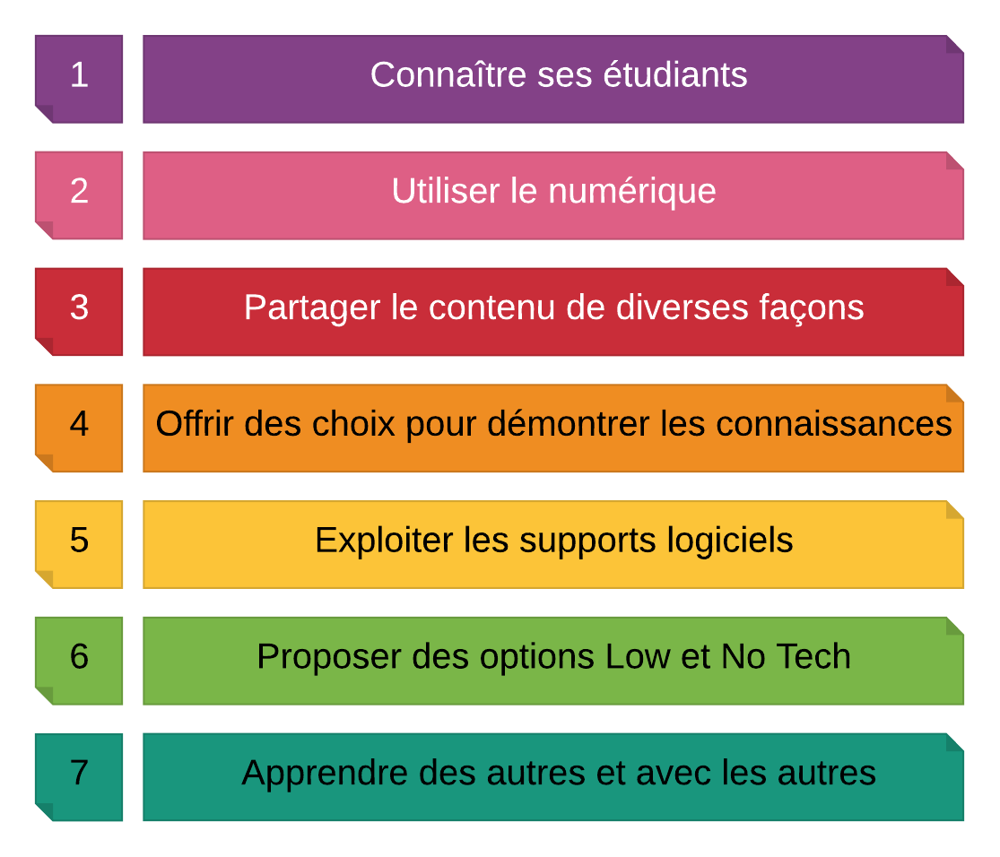 1 Connaître ses étudiants
2 Utiliser le numérique
3 Partager le contenu de diverses façons
4 Offrir des choix pour démontrer les connaissances
5 Exploiter les supports logiciels
6 Proposer des options Low et No Tech
7 Apprendre des autres et avec les autres